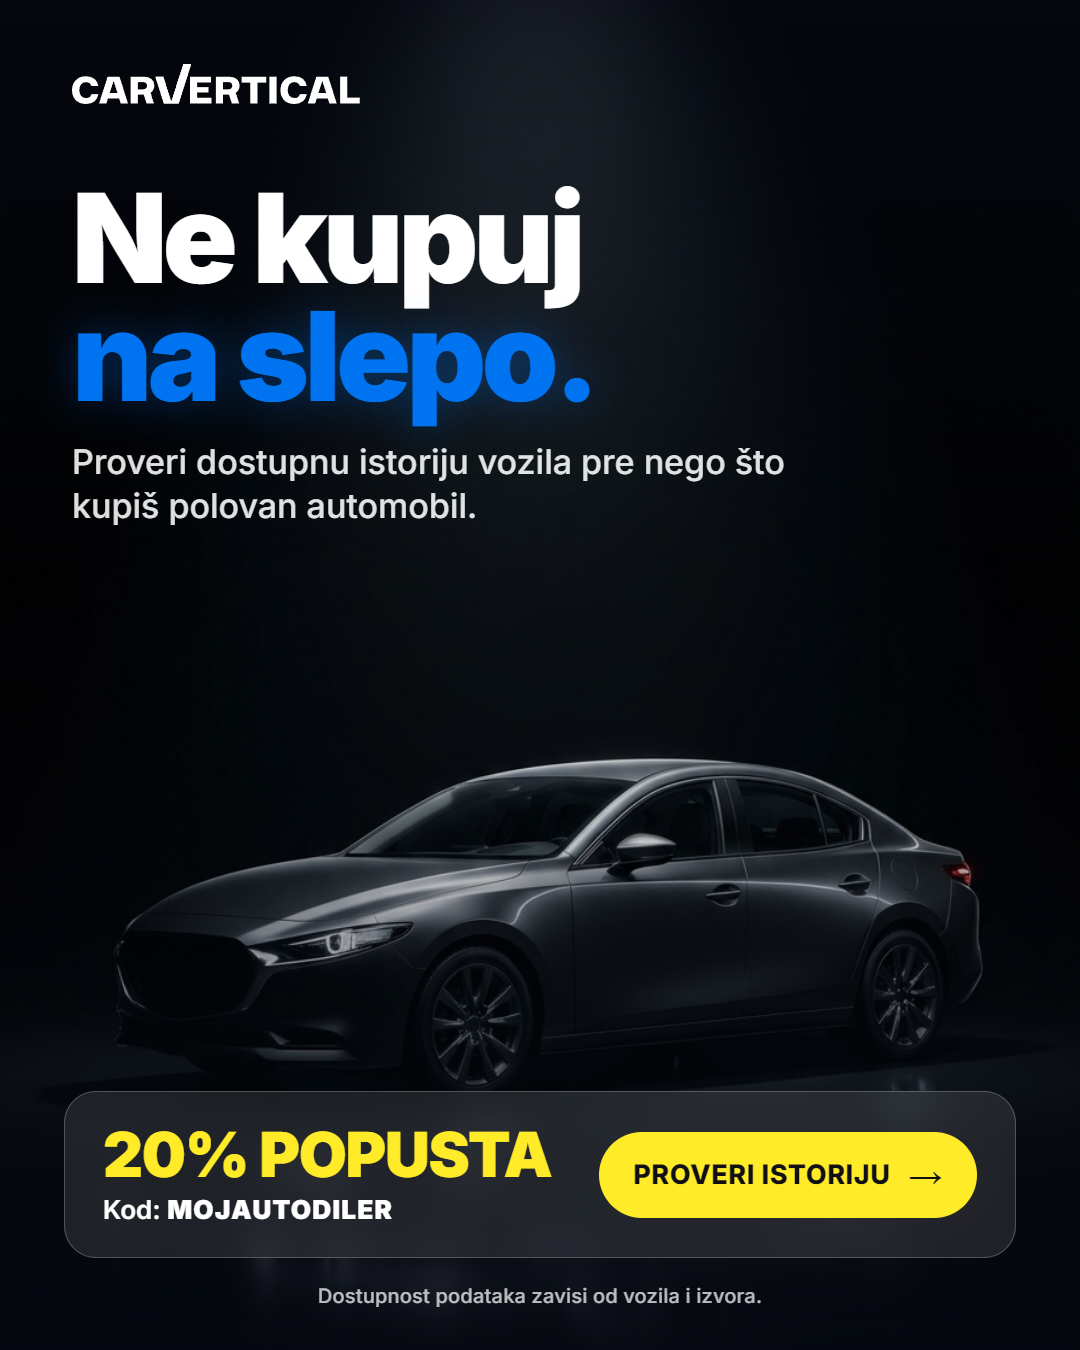 CARVERTICAL
Ne kupuj
na slepo.
Proveri dostupnu istoriju vozila pre nego što
kupiš polovan automobil.
20% POPUSTA
Kod: MOJAUTODILER
PROVERI ISTORIJU →
Dostupnost podataka zavisi od vozila i izvora.